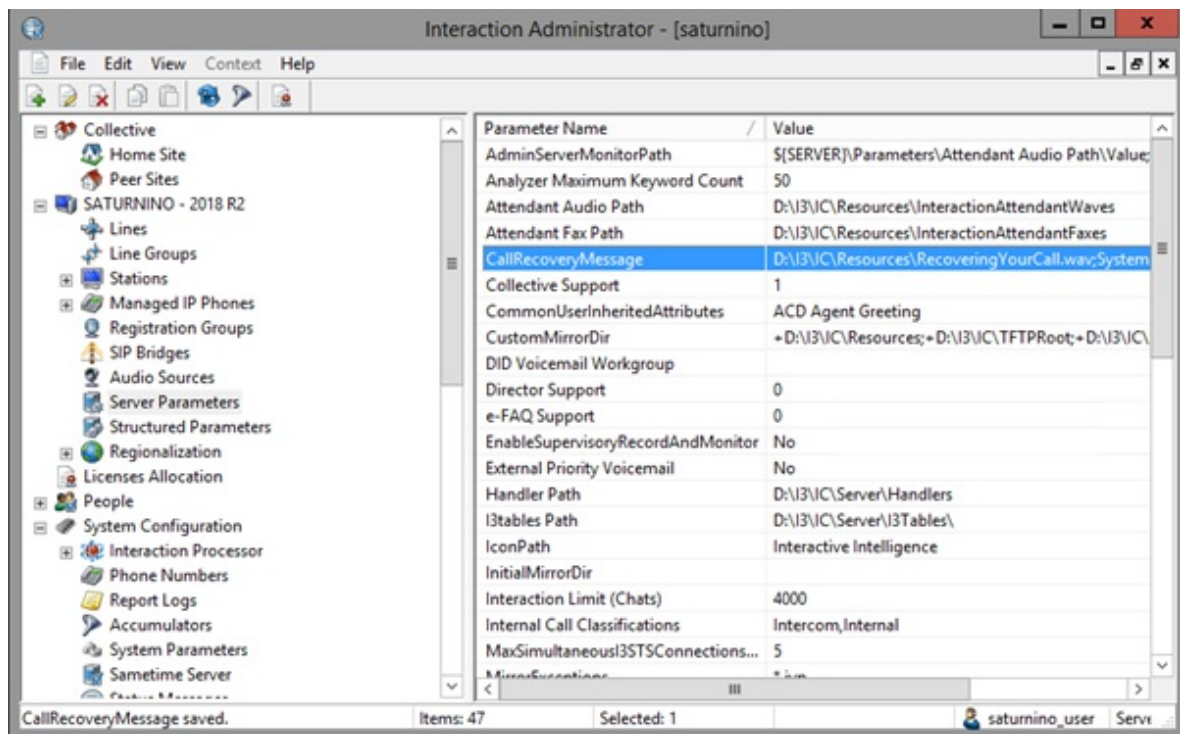 Interaction Administrator - [saturnino]
File Edit View Context Help
Collective
Home Site
Peer Sites
SATURNINO - 2018 R2
Lines
Line Groups
Stations
Managed IP Phones
Registration Groups
SIP Bridges
Audio Sources
Server Parameters
Structured Parameters
Regionalization
Licenses Allocation
People
System Configuration
Interaction Processor
Phone Numbers
Report Logs
Accumulators
System Parameters
Sametime Server
Parameter Name / Value
AdminServerMonitorPath $[SERVER]\Parameters\Attendant Audio Path\Value;
Analyzer Maximum Keyword Count 50
Attendant Audio Path D:\I3\IC\Resources\InteractionAttendantWaves
Attendant Fax Path D:\I3\IC\Resources\InteractionAttendantFaxes
CallRecoveryMessage D:\I3\IC\Resources\RecoveringYourCall.wav;System
Collective Support 1
CommonUserInheritedAttributes ACD Agent Greeting
CustomMirrorDir +D:\I3\IC\Resources;+D:\I3\IC\TFTPRoot;+D:\I3\IC\
DID Voicemail Workgroup
Director Support 0
e-FAQ Support 0
EnableSupervisoryRecordAndMonitor No
External Priority Voicemail No
Handler Path D:\I3\IC\Server\Handlers
I3tables Path D:\I3\IC\Server\I3Tables\
IconPath Interactive Intelligence
InitialMirrorDir
Interaction Limit (Chats) 4000
Internal Call Classifications Intercom,Internal
MaxSimultaneousI3STSConnections... 5
CallRecoveryMessage saved. Items: 47 Selected: 1 saturnino_user Serve